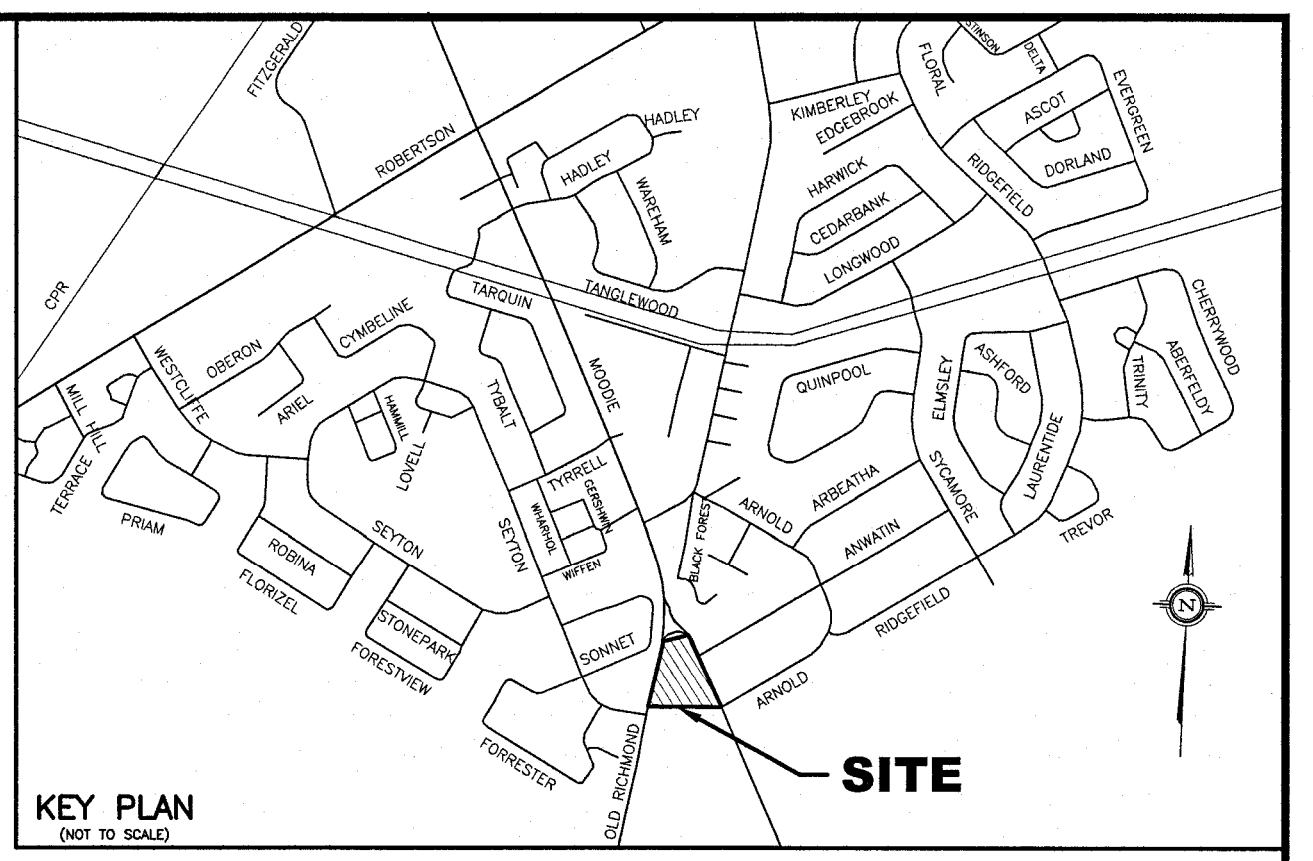 FITZGERALD
STINSON
DELTA
FLORAL
EVERGREEN
KIMBERLEY
EDGEBROOK
ASCOT
HADLEY
ROBERTSON
HADLEY
DORLAND
RIDGEFIELD
HARWICK
WAREHAM
CEDARBANK
LONGWOOD
CPR
TARQUIN
TANGLEWOOD
CHERRYWOOD
CYMBELINE
OBERON
WESTCLIFFE
MOODIE
ASHFORD
ABERFELDY
TRINITY
QUINPOOL
ELMSLEY
ARIEL
TYBALT
MILL HILL
HAMMILL
LOVELL
LAURENTIDE
TERRACE
SYCAMORE
TYRRELL
GERSHWIN
ARBEATHA
ARNOLD
PRIAM
SEYTON
SEYTON
WHARHOL
BLACK FOREST
ANWATIN
TREVOR
ROBINA
WIFFEN
FLORIZEL
RIDGEFIELD
N
STONEPARK
SONNET
FORESTVIEW
ARNOLD
FORRESTER
OLD RICHMOND
SITE
KEY PLAN
(NOT TO SCALE)